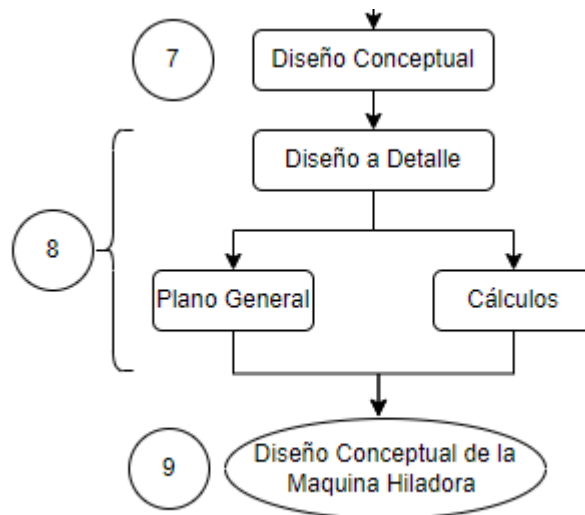 7
Diseño Conceptual
Diseño a Detalle
8
Plano General
Cálculos
9
Diseño Conceptual de la
Maquina Hiladora